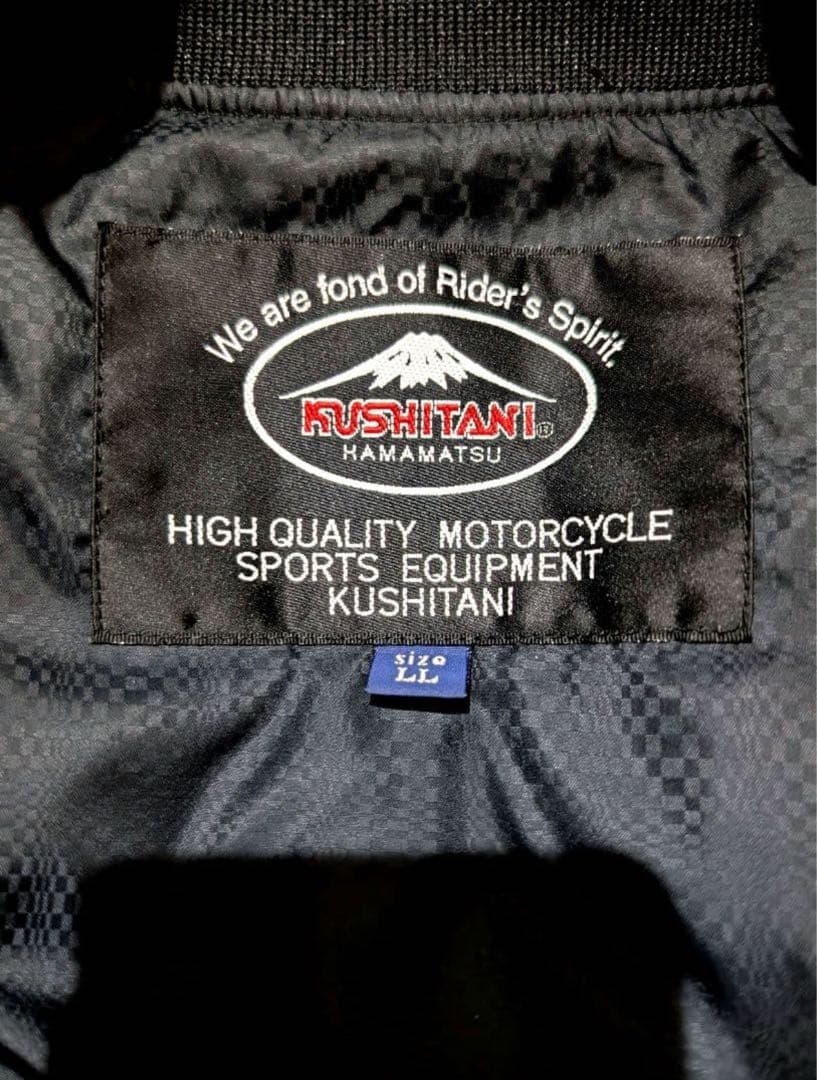 We are fond of Rider's Spirit.
KUSHITANI®
HAMAMATSU
HIGH QUALITY MOTORCYCLE
SPORTS EQUIPMENT
KUSHITANI
size
LL